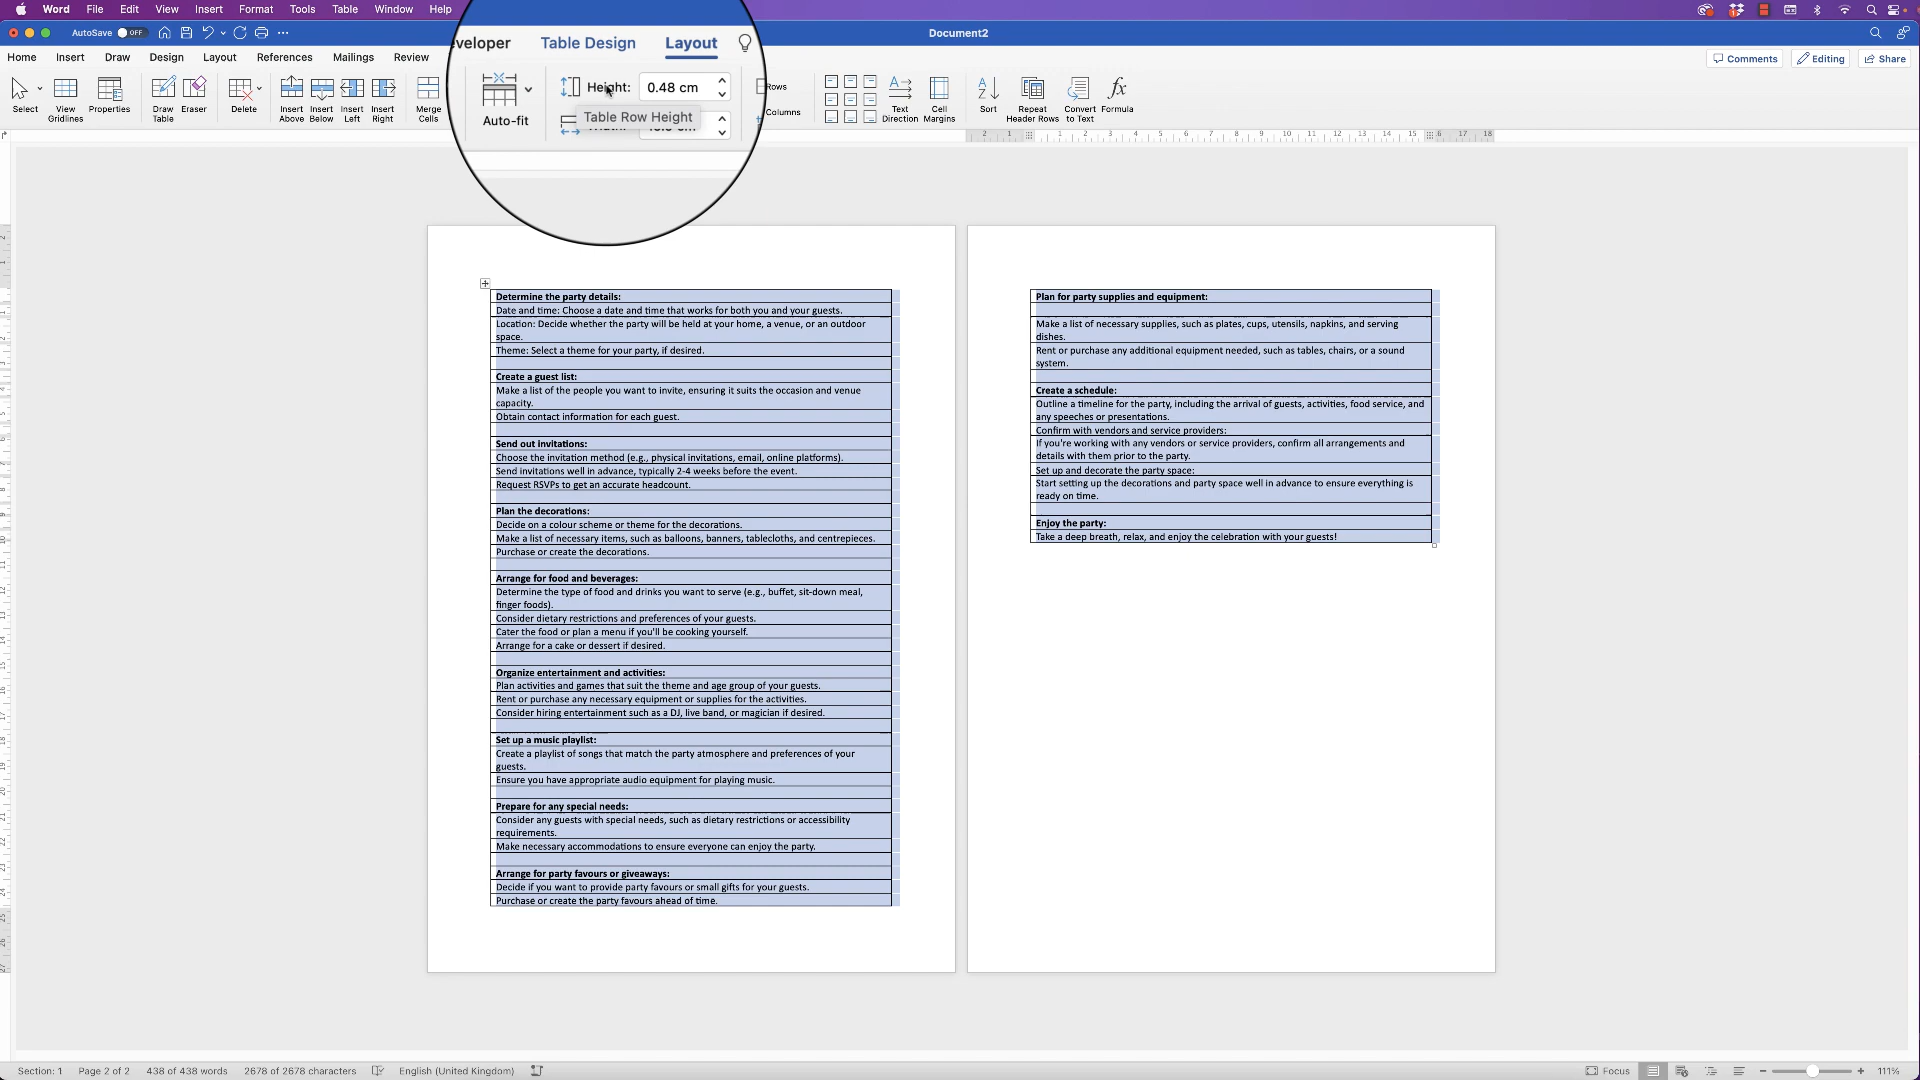 Word File Edit View Insert Format Tools Table Window Help
AutoSave OFF
Document2
Home Insert Draw Design Layout References Mailings Review
eveloper Table Design Layout
Comments Editing Share
Select View Gridlines Properties Draw Table Eraser Delete Insert Above Insert Below Insert Left Insert Right Merge Cells
Auto-fit
Height: 0.48 cm
Table Row Height
Rows
Columns
Text Direction Cell Margins Sort Repeat Header Rows Convert to Text Formula
2 1 1 2 3 4 5 6 7 8 9 10 11 12 13 14 15 16 17 18
Determine the party details:
Date and time: Choose a date and time that works for both you and your guests.
Location: Decide whether the party will be held at your home, a venue, or an outdoor
space.
Theme: Select a theme for your party, if desired.
Create a guest list:
Make a list of the people you want to invite, ensuring it suits the occasion and venue
capacity.
Obtain contact information for each guest.
Send out invitations:
Choose the invitation method (e.g., physical invitations, email, online platforms).
Send invitations well in advance, typically 2-4 weeks before the event.
Request RSVPs to get an accurate headcount.
Plan the decorations:
Decide on a colour scheme or theme for the decorations.
Make a list of necessary items, such as balloons, banners, tablecloths, and centrepieces.
Purchase or create the decorations.
Arrange for food and beverages:
Determine the type of food and drinks you want to serve (e.g., buffet, sit-down meal,
finger foods).
Consider dietary restrictions and preferences of your guests.
Cater the food or plan a menu if you'll be cooking yourself.
Arrange for a cake or dessert if desired.
Organize entertainment and activities:
Plan activities and games that suit the theme and age group of your guests.
Rent or purchase any necessary equipment or supplies for the activities.
Consider hiring entertainment such as a DJ, live band, or magician if desired.
Set up a music playlist:
Create a playlist of songs that match the party atmosphere and preferences of your
guests.
Ensure you have appropriate audio equipment for playing music.
Prepare for any special needs:
Consider any guests with special needs, such as dietary restrictions or accessibility
requirements.
Make necessary accommodations to ensure everyone can enjoy the party.
Arrange for party favours or giveaways:
Decide if you want to provide party favours or small gifts for your guests.
Purchase or create the party favours ahead of time.
Plan for party supplies and equipment:
Make a list of necessary supplies, such as plates, cups, utensils, napkins, and serving
dishes.
Rent or purchase any additional equipment needed, such as tables, chairs, or a sound
system.
Create a schedule:
Outline a timeline for the party, including the arrival of guests, activities, food service, and
any speeches or presentations.
Confirm with vendors and service providers:
If you're working with any vendors or service providers, confirm all arrangements and
details with them prior to the party.
Set up and decorate the party space:
Start setting up the decorations and party space well in advance to ensure everything is
ready on time.
Enjoy the party:
Take a deep breath, relax, and enjoy the celebration with your guests!
Section: 1 Page 2 of 2 438 of 438 words 2678 of 2678 characters English (United Kingdom) Focus 111%